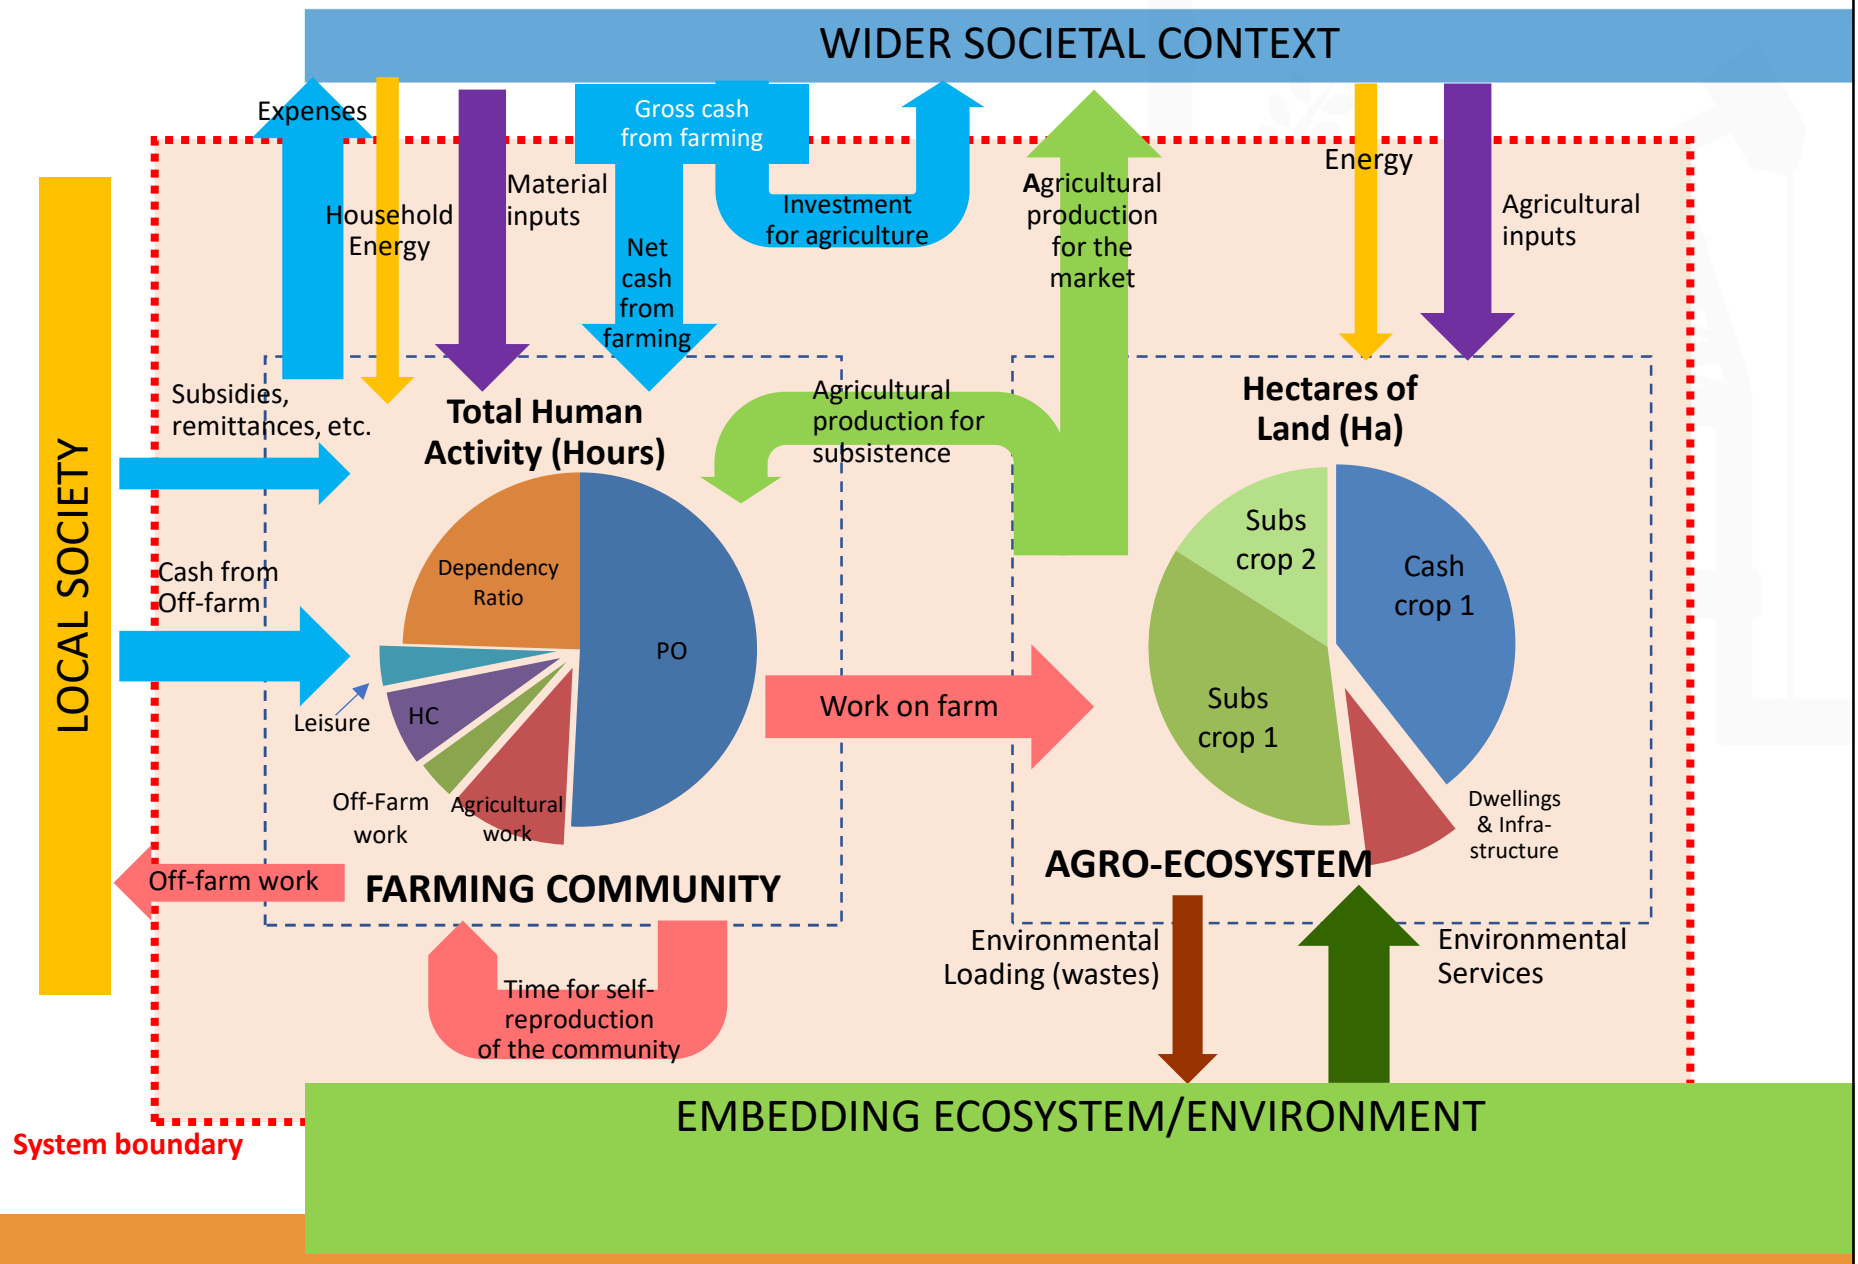 WIDER SOCIETAL CONTEXT
Expenses
Gross cash
from farming
Household
Energy
Material
inputs
Net
cash
from
farming
Investment
for agriculture
Agricultural
production
for the
market
Energy
Agricultural
inputs
LOCAL SOCIETY
Subsidies,
remittances, etc.
Total Human
Activity (Hours)
Agricultural
production for
subsistence
Hectares of
Land (Ha)
Cash from
Off-farm
Dependency
Ratio
PO
Leisure
HC
Off-Farm
work
Agricultural
work
Work on farm
Subs
crop 2
Cash
crop 1
Subs
crop 1
Dwellings
& Infra-
structure
Off-farm work
FARMING COMMUNITY
AGRO-ECOSYSTEM
Time for self-
reproduction
of the community
Environmental
Loading (wastes)
Environmental
Services
EMBEDDING ECOSYSTEM/ENVIRONMENT
System boundary